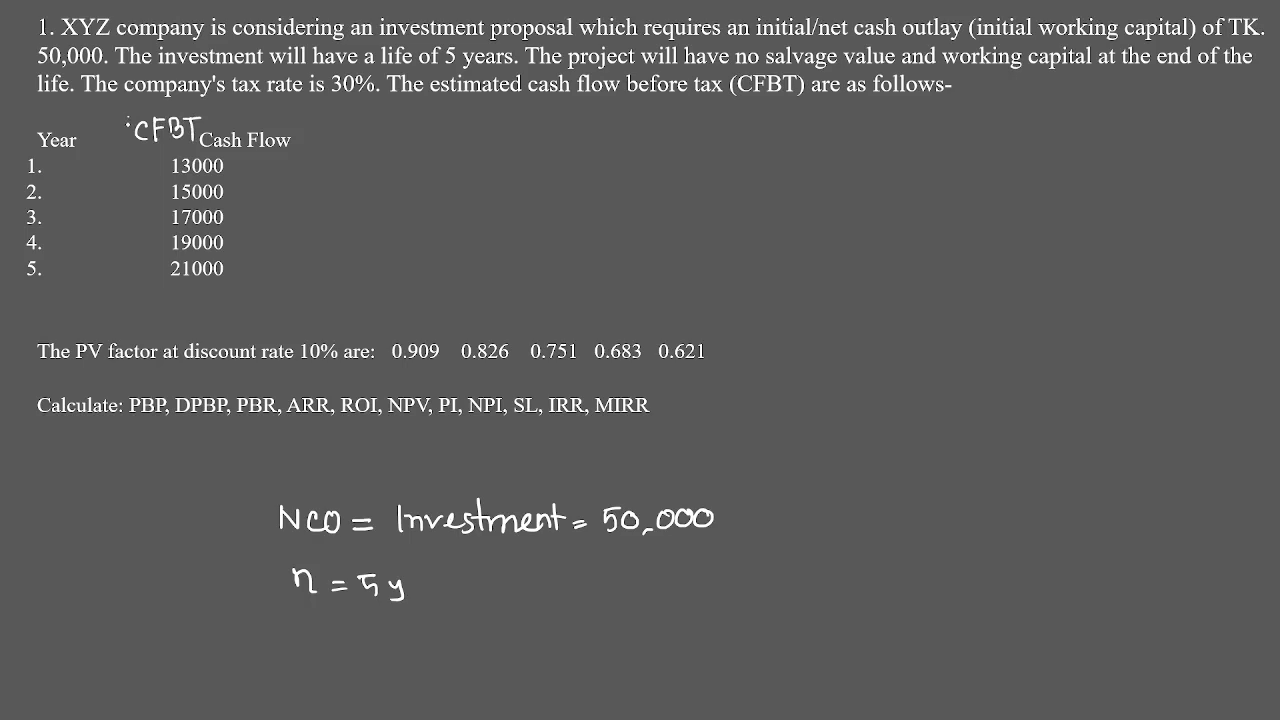 1. XYZ company is considering an investment proposal which requires an initial/net cash outlay (initial working capital) of TK.
50,000. The investment will have a life of 5 years. The project will have no salvage value and working capital at the end of the
life. The company's tax rate is 30%. The estimated cash flow before tax (CFBT) are as follows-
Year CFBT Cash Flow
1. 13000
2. 15000
3. 17000
4. 19000
5. 21000
The PV factor at discount rate 10% are: 0.909 0.826 0.751 0.683 0.621
Calculate: PBP, DPBP, PBR, ARR, ROI, NPV, PI, NPI, SL, IRR, MIRR
NCO = Investment = 50,000
n = 5 y